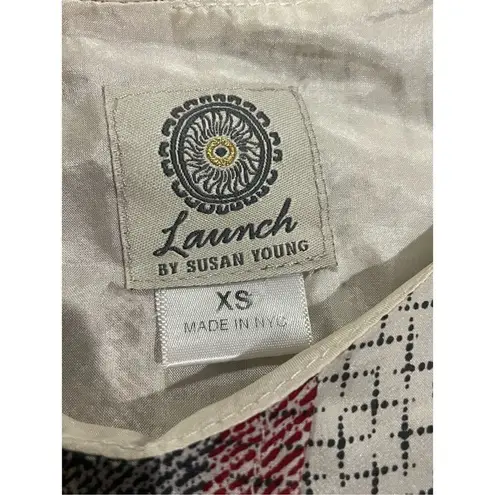 Launch
BY SUSAN YOUNG
XS
MADE IN NYC